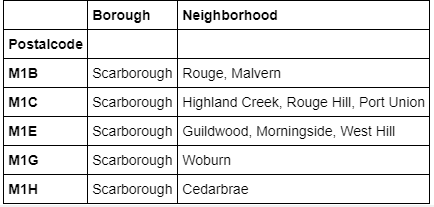 Borough Neighborhood
Postalcode
M1B Scarborough Rouge, Malvern
M1C Scarborough Highland Creek, Rouge Hill, Port Union
M1E Scarborough Guildwood, Morningside, West Hill
M1G Scarborough Woburn
M1H Scarborough Cedarbrae